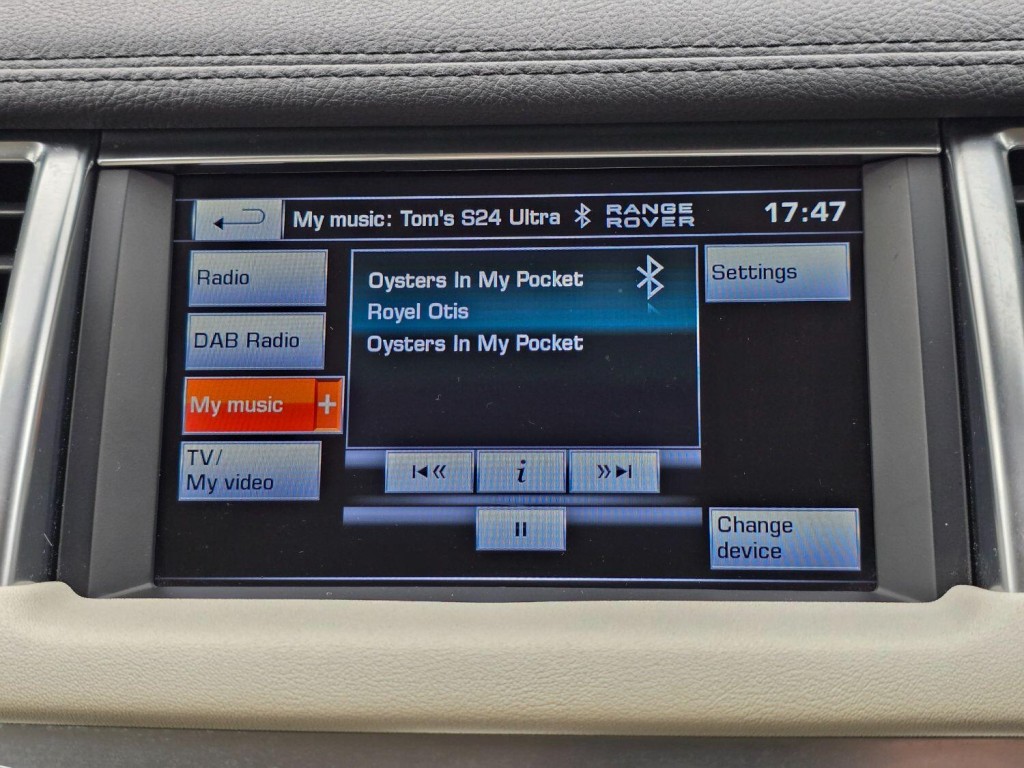 My music: Tom's S24 Ultra RANGE ROVER 17:47
Radio
DAB Radio
My music +
TV/
My video
Oysters In My Pocket
Royel Otis
Oysters In My Pocket
i
Settings
Change
device